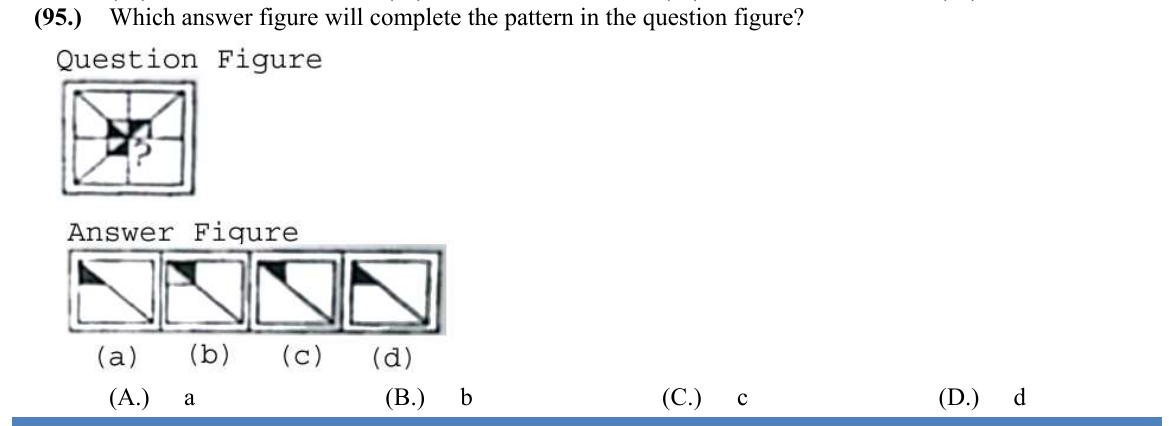 (95.) Which answer figure will complete the pattern in the question figure?
Question Figure
?
Answer Fiqure
(a) (b) (c) (d)
(A.) a (B.) b (C.) c (D.) d